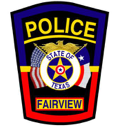 POLICE
STATE OF
TEXAS
FAIRVIEW